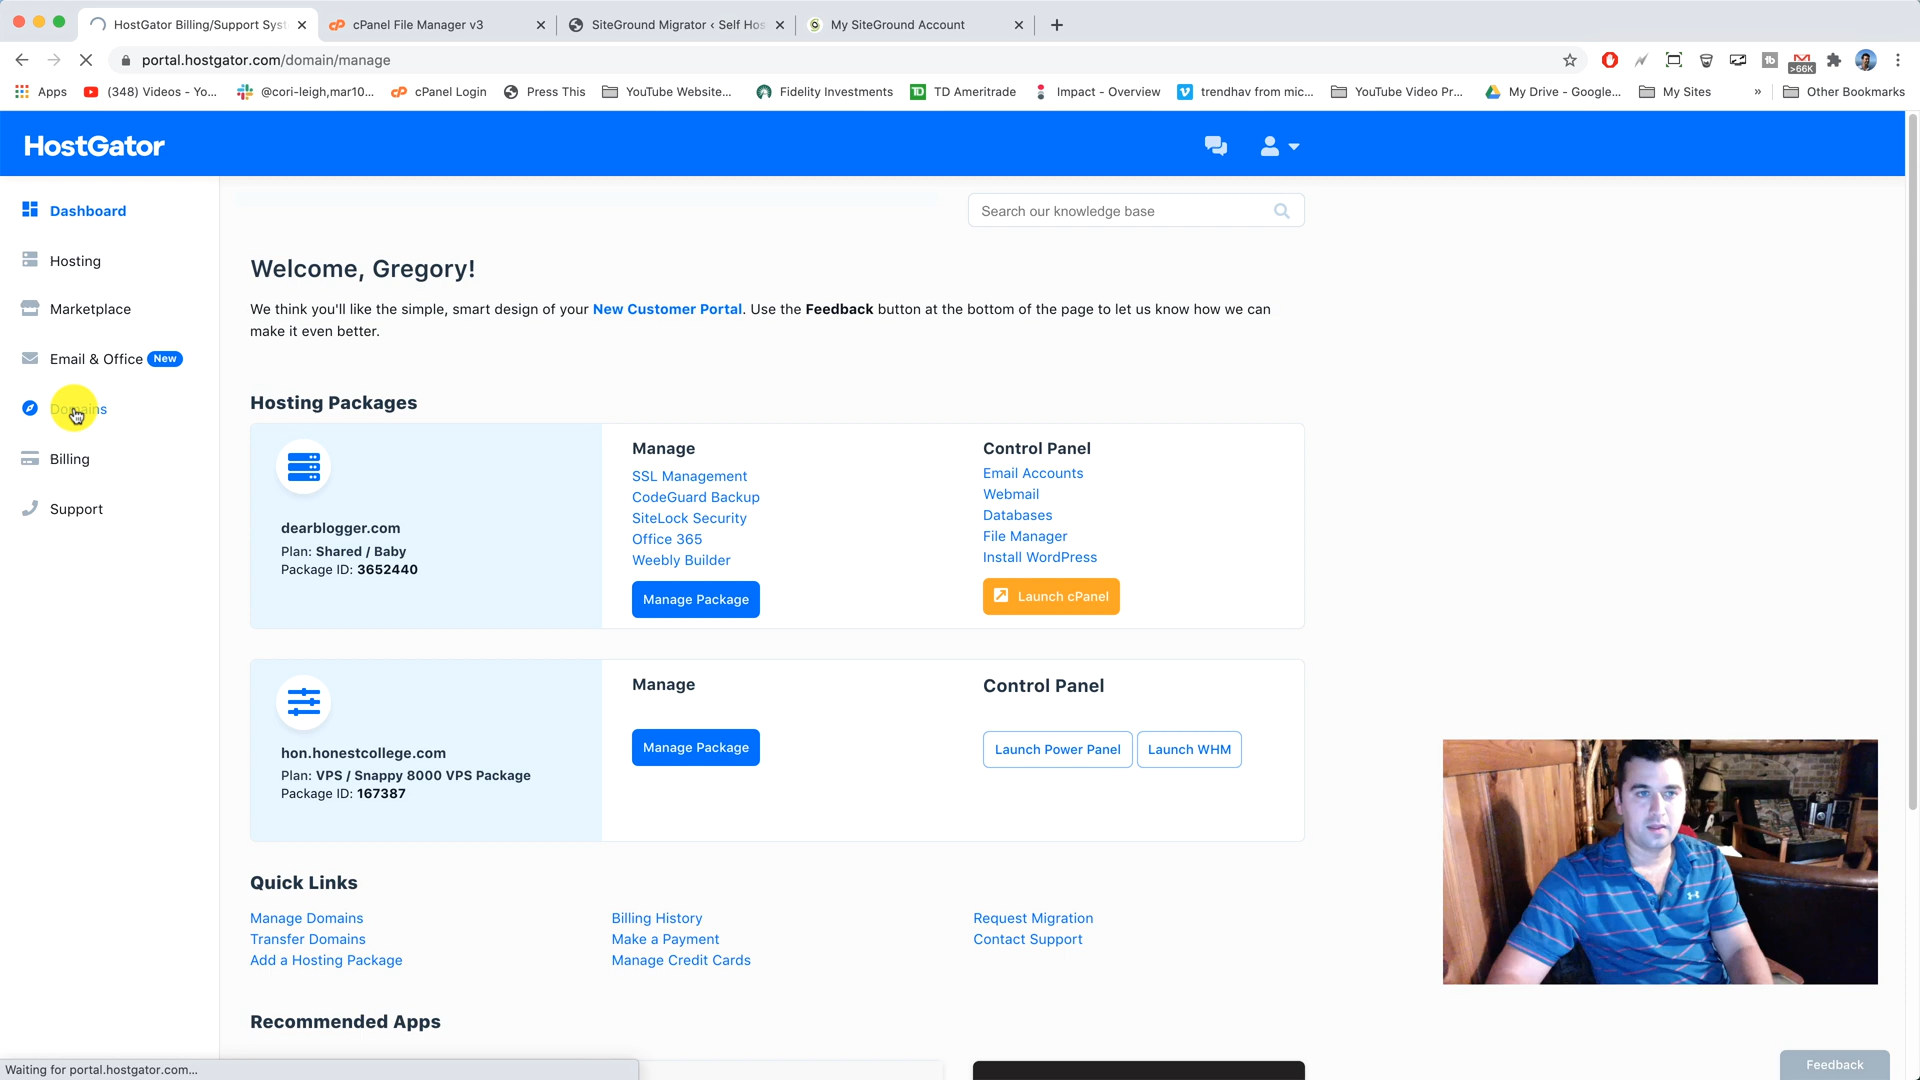 HostGator Billing/Support Syst
cPanel File Manager v3
SiteGround Migrator ‹ Self Hos
My SiteGround Account
portal.hostgator.com/domain/manage
>66K
Apps
(348) Videos - Yo...
@cori-leigh,mar10...
cPanel Login
Press This
YouTube Website...
Fidelity Investments
TD Ameritrade
Impact - Overview
trendhav from mic...
YouTube Video Pr...
My Drive - Google...
My Sites
»
Other Bookmarks
HostGator
Search our knowledge base
Dashboard
Hosting
Marketplace
Email & Office New
Domains
Billing
Support
Welcome, Gregory!
We think you'll like the simple, smart design of your New Customer Portal. Use the Feedback button at the bottom of the page to let us know how we can
make it even better.
Hosting Packages
dearblogger.com
Plan: Shared / Baby
Package ID: 3652440
Manage
SSL Management
CodeGuard Backup
SiteLock Security
Office 365
Weebly Builder
Manage Package
Control Panel
Email Accounts
Webmail
Databases
File Manager
Install WordPress
Launch cPanel
hon.honestcollege.com
Plan: VPS / Snappy 8000 VPS Package
Package ID: 167387
Manage
Manage Package
Control Panel
Launch Power Panel
Launch WHM
Quick Links
Manage Domains
Transfer Domains
Add a Hosting Package
Billing History
Make a Payment
Manage Credit Cards
Request Migration
Contact Support
Recommended Apps
Waiting for portal.hostgator.com...
Feedback